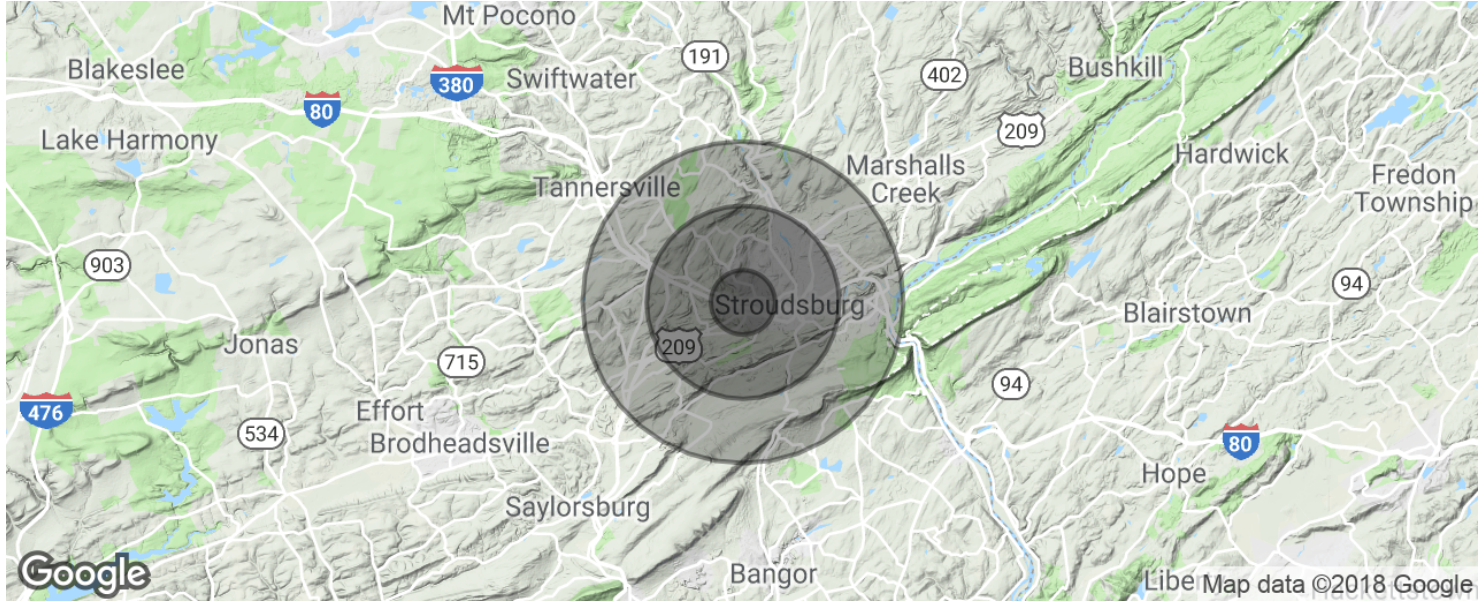 Mt Pocono
Blakeslee
380
Swiftwater
191
402
Bushkill
80
209
Lake Harmony
Marshalls
Creek
Hardwick
Tannersville
Fredon
Township
903
94
Stroudsburg
Blairstown
209
Jonas
715
94
476
Effort
534
Brodheadsville
80
Hope
Saylorsburg
Bangor
Google
Map data ©2018 Google